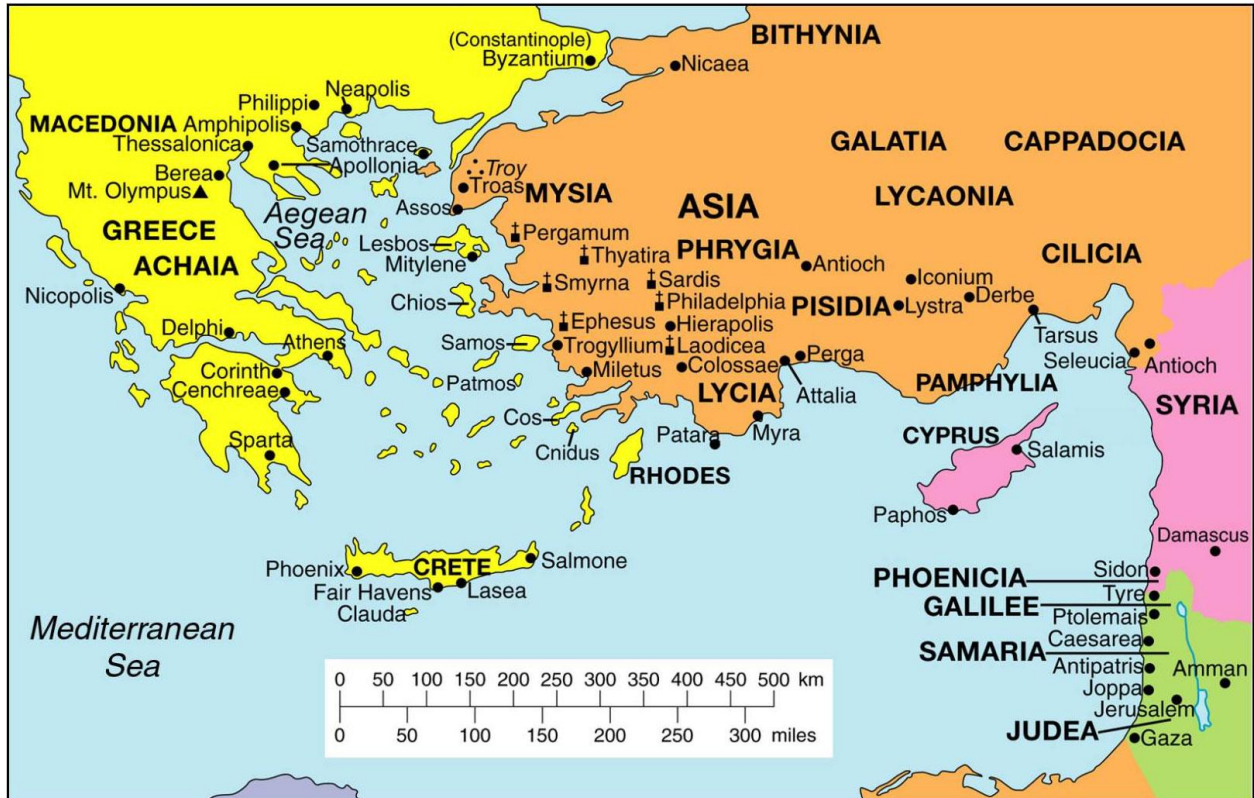 BITHYNIA
(Constantinople)
Byzantium
Nicaea
Neapolis
Philippi
MACEDONIA
Amphipolis
Thessalonica
Samothrace
Apollonia
GALATIA
CAPPADOCIA
Berea
Mt. Olympus
Troy
Troas
MYSIA
ASIA
LYCAONIA
Aegean
Sea
Assos
GREECE
ACHAIA
Lesbos
Mitylene
Pergamum
Thyatira
PHRYGIA
Antioch
CILICIA
Nicopolis
Chios
Smyrna
Sardis
Philadelphia
PISIDIA
Iconium
Lystra
Derbe
Delphi
Athens
Samos
Ephesus
Trogyllium
Hierapolis
Laodicea
Perga
Tarsus
Seleucia
Antioch
Corinth
Cenchreae
Patmos
Miletus
Colossae
LYCIA
Attalia
PAMPHYLIA
SYRIA
Sparta
Cos
Cnidus
Patara
Myra
RHODES
CYPRUS
Salamis
Paphos
Damascus
Phoenix
CRETE
Salmone
Fair Havens
Lasea
Clauda
PHOENICIA
Sidon
Tyre
GALILEE
Ptolemais
Caesarea
SAMARIA
Antipatris
Amman
Joppa
Jerusalem
JUDEA
Gaza
Mediterranean
Sea
0 50 100 150 200 250 300 350 400 450 500 km
0 50 100 150 200 250 300 miles